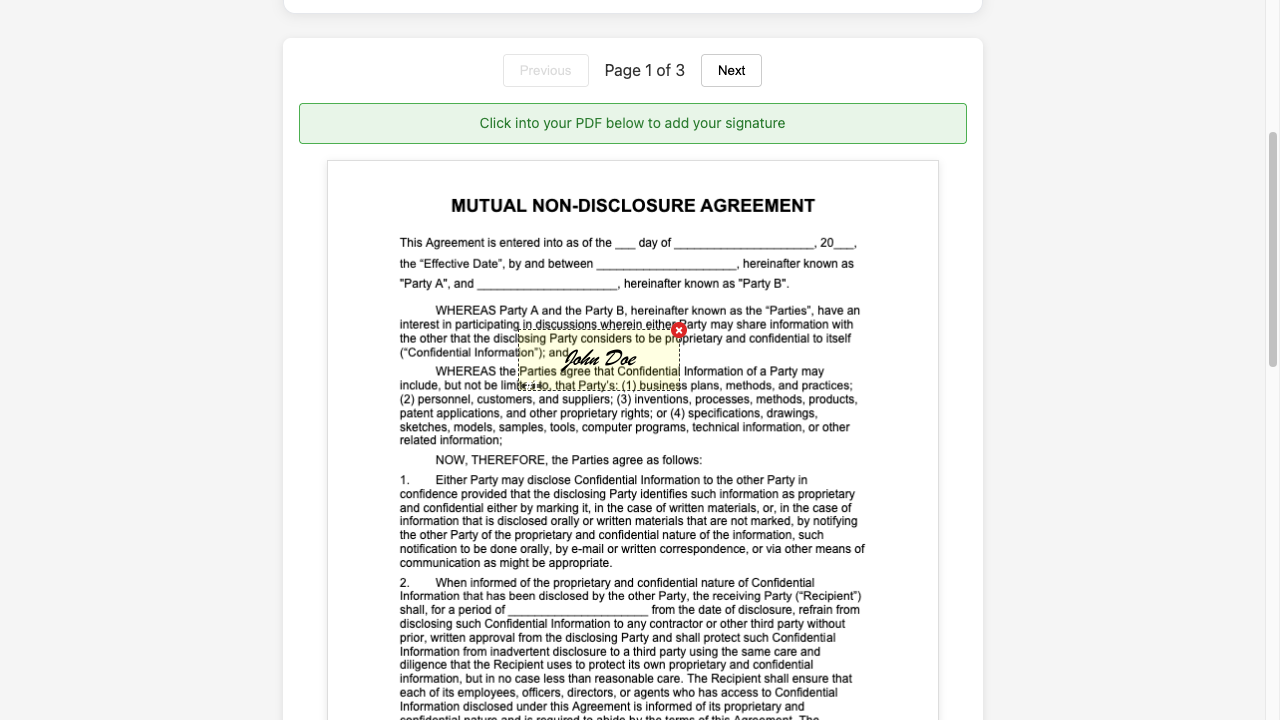 Previous
Page 1 of 3
Next
Click into your PDF below to add your signature
MUTUAL NON-DISCLOSURE AGREEMENT
This Agreement is entered into as of the ___ day of _____________________, 20___,
the “Effective Date”, by and between _____________________, hereinafter known as
"Party A", and _____________________, hereinafter known as "Party B".
WHEREAS Party A and the Party B, hereinafter known as the “Parties”, have an
interest in participating in discussions wherein either Party may share information with
the other that the disclosing Party considers to be proprietary and confidential to itself
(“Confidential Information”); and
John Doe
WHEREAS the Parties agree that Confidential Information of a Party may
include, but not be limited to, that Party’s: (1) business plans, methods, and practices;
(2) personnel, customers, and suppliers; (3) inventions, processes, methods, products,
patent applications, and other proprietary rights; or (4) specifications, drawings,
sketches, models, samples, tools, computer programs, technical information, or other
related information;
NOW, THEREFORE, the Parties agree as follows:
1. Either Party may disclose Confidential Information to the other Party in
confidence provided that the disclosing Party identifies such information as proprietary
and confidential either by marking it, in the case of written materials, or, in the case of
information that is disclosed orally or written materials that are not marked, by notifying
the other Party of the proprietary and confidential nature of the information, such
notification to be done orally, by e-mail or written correspondence, or via other means of
communication as might be appropriate.
2. When informed of the proprietary and confidential nature of Confidential
Information that has been disclosed by the other Party, the receiving Party (“Recipient”)
shall, for a period of _____________________ from the date of disclosure, refrain from
disclosing such Confidential Information to any contractor or other third party without
prior, written approval from the disclosing Party and shall protect such Confidential
Information from inadvertent disclosure to a third party using the same care and
diligence that the Recipient uses to protect its own proprietary and confidential
information, but in no case less than reasonable care. The Recipient shall ensure that
each of its employees, officers, directors, or agents who has access to Confidential
Information disclosed under this Agreement is informed of its proprietary and
confidential nature and is required to abide by the terms of this Agreement. The